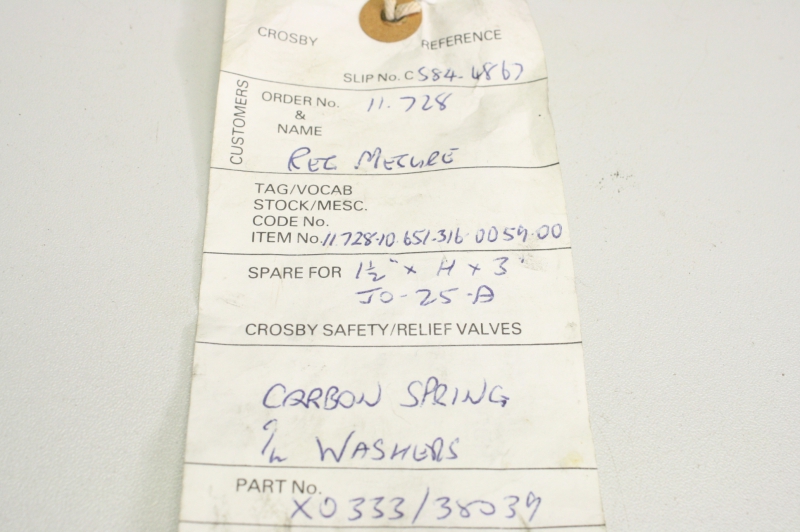 CROSBY REFERENCE
SLIP No. C584-4867
CUSTOMERS
ORDER No. 11.728
&
NAME
REG
TAG/VOCAB
STOCK/MESC.
CODE No.
ITEM No. 11.728.10.651.316.0059.00
SPARE FOR 1½" x H x 3"
JO-25-A
CROSBY SAFETY/RELIEF VALVES
CARBON SPRING
WASHERS
PART No.
X0333/38039